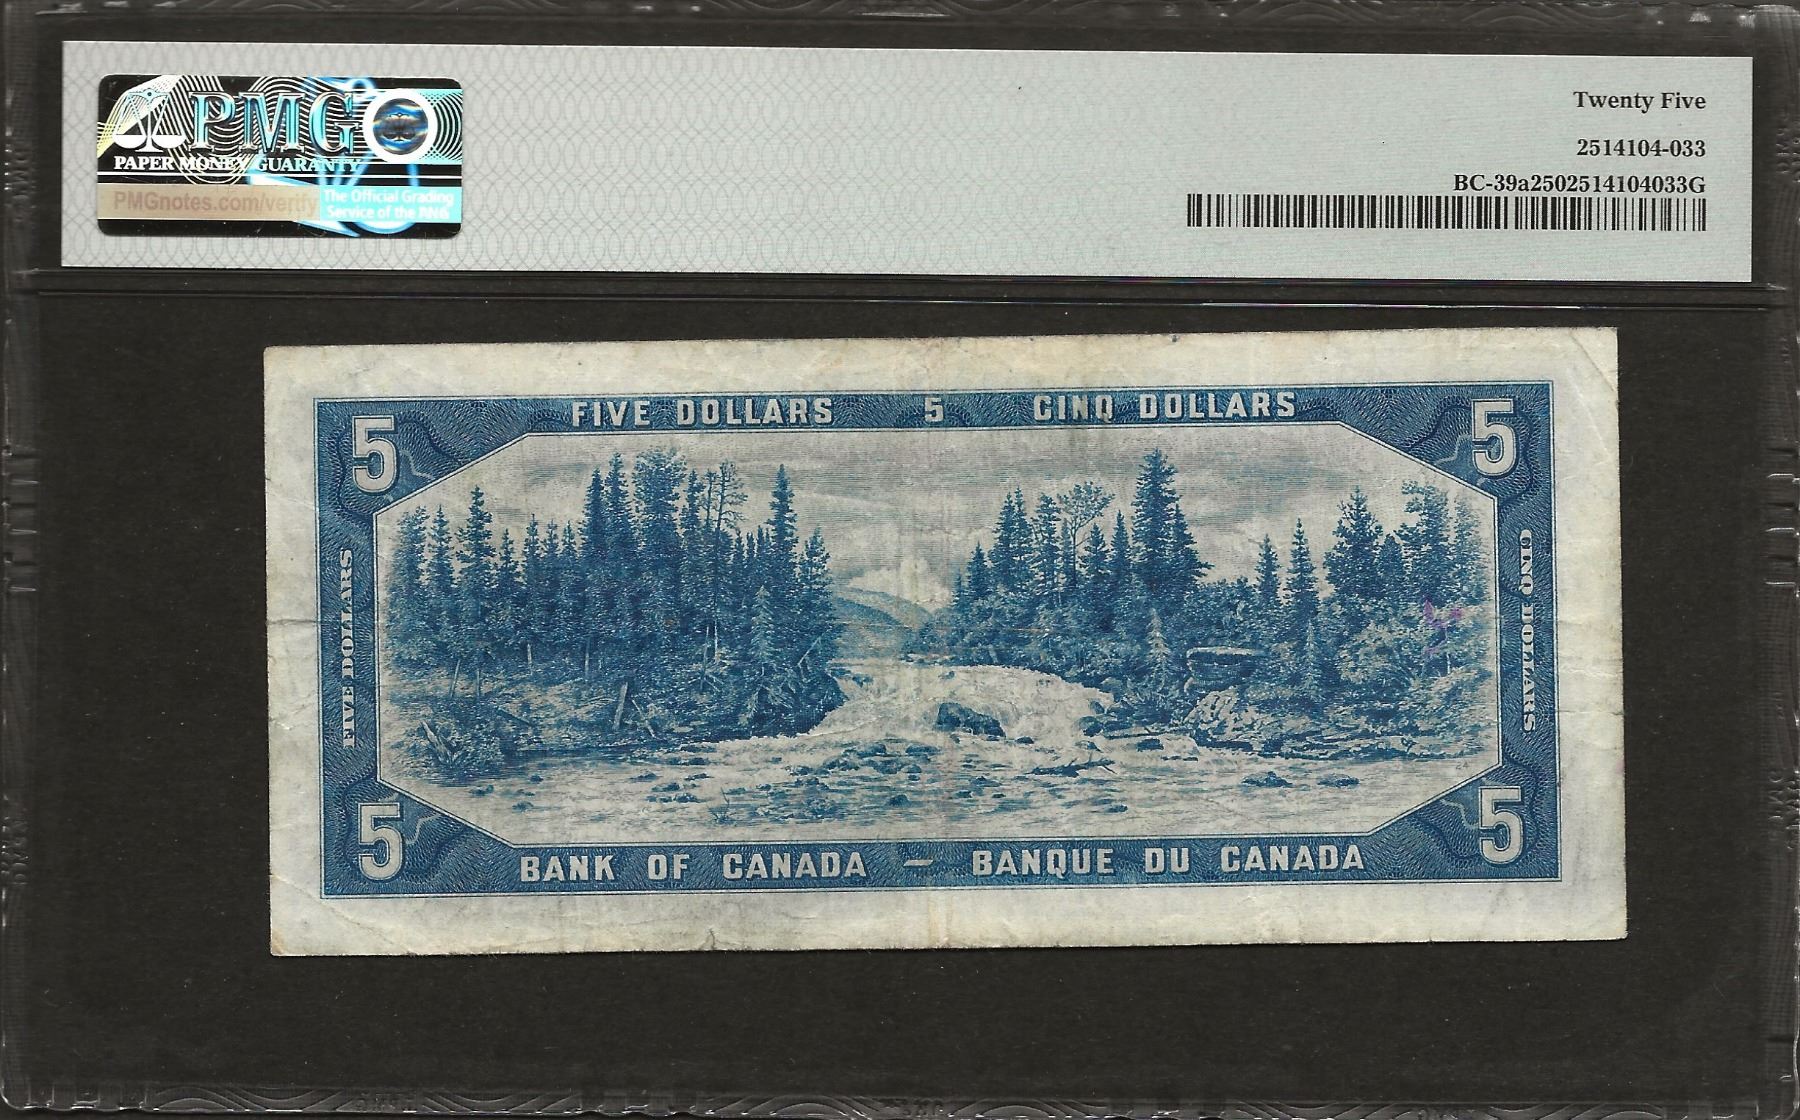 PMG
PAPER MONEY GUARANTY
PMGnotes.com/verify
The Official Grading
Service of the ANA
Twenty Five
2514104-033
BC-39a2502514104033G
FIVE DOLLARS 5 CINQ DOLLARS
5 5
FIVE DOLLARS
CINQ DOLLARS
5 5
BANK OF CANADA — BANQUE DU CANADA